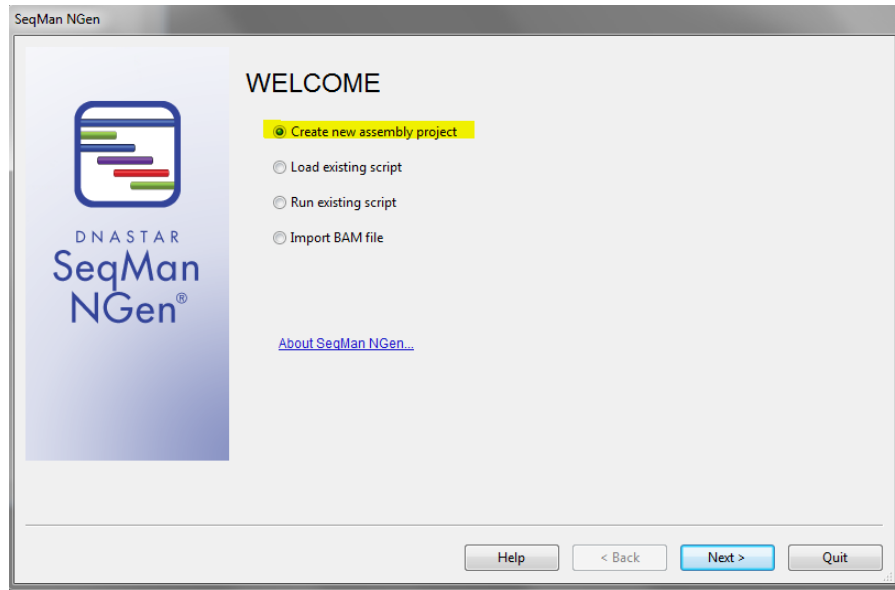 SeqMan NGen
WELCOME
Create new assembly project
Load existing script
Run existing script
Import BAM file
DNASTAR
SeqMan
NGen®
About SeqMan NGen...
Help
< Back
Next >
Quit